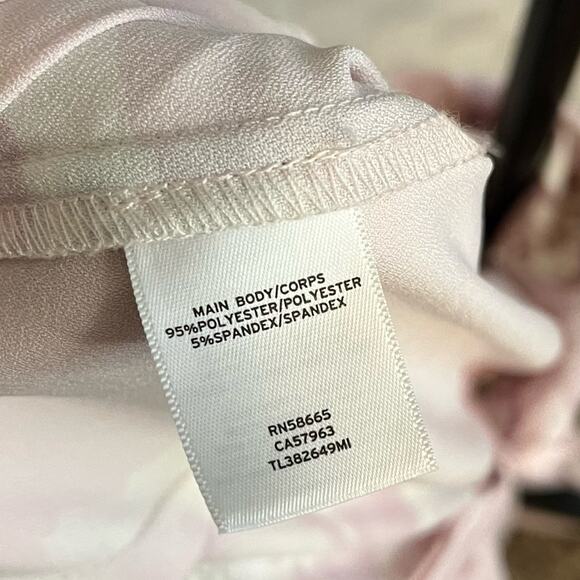 MAIN BODY/CORPS
95%POLYESTER/POLYESTER
5%SPANDEX/SPANDEX
RN58665
CA57963
TL382649MI